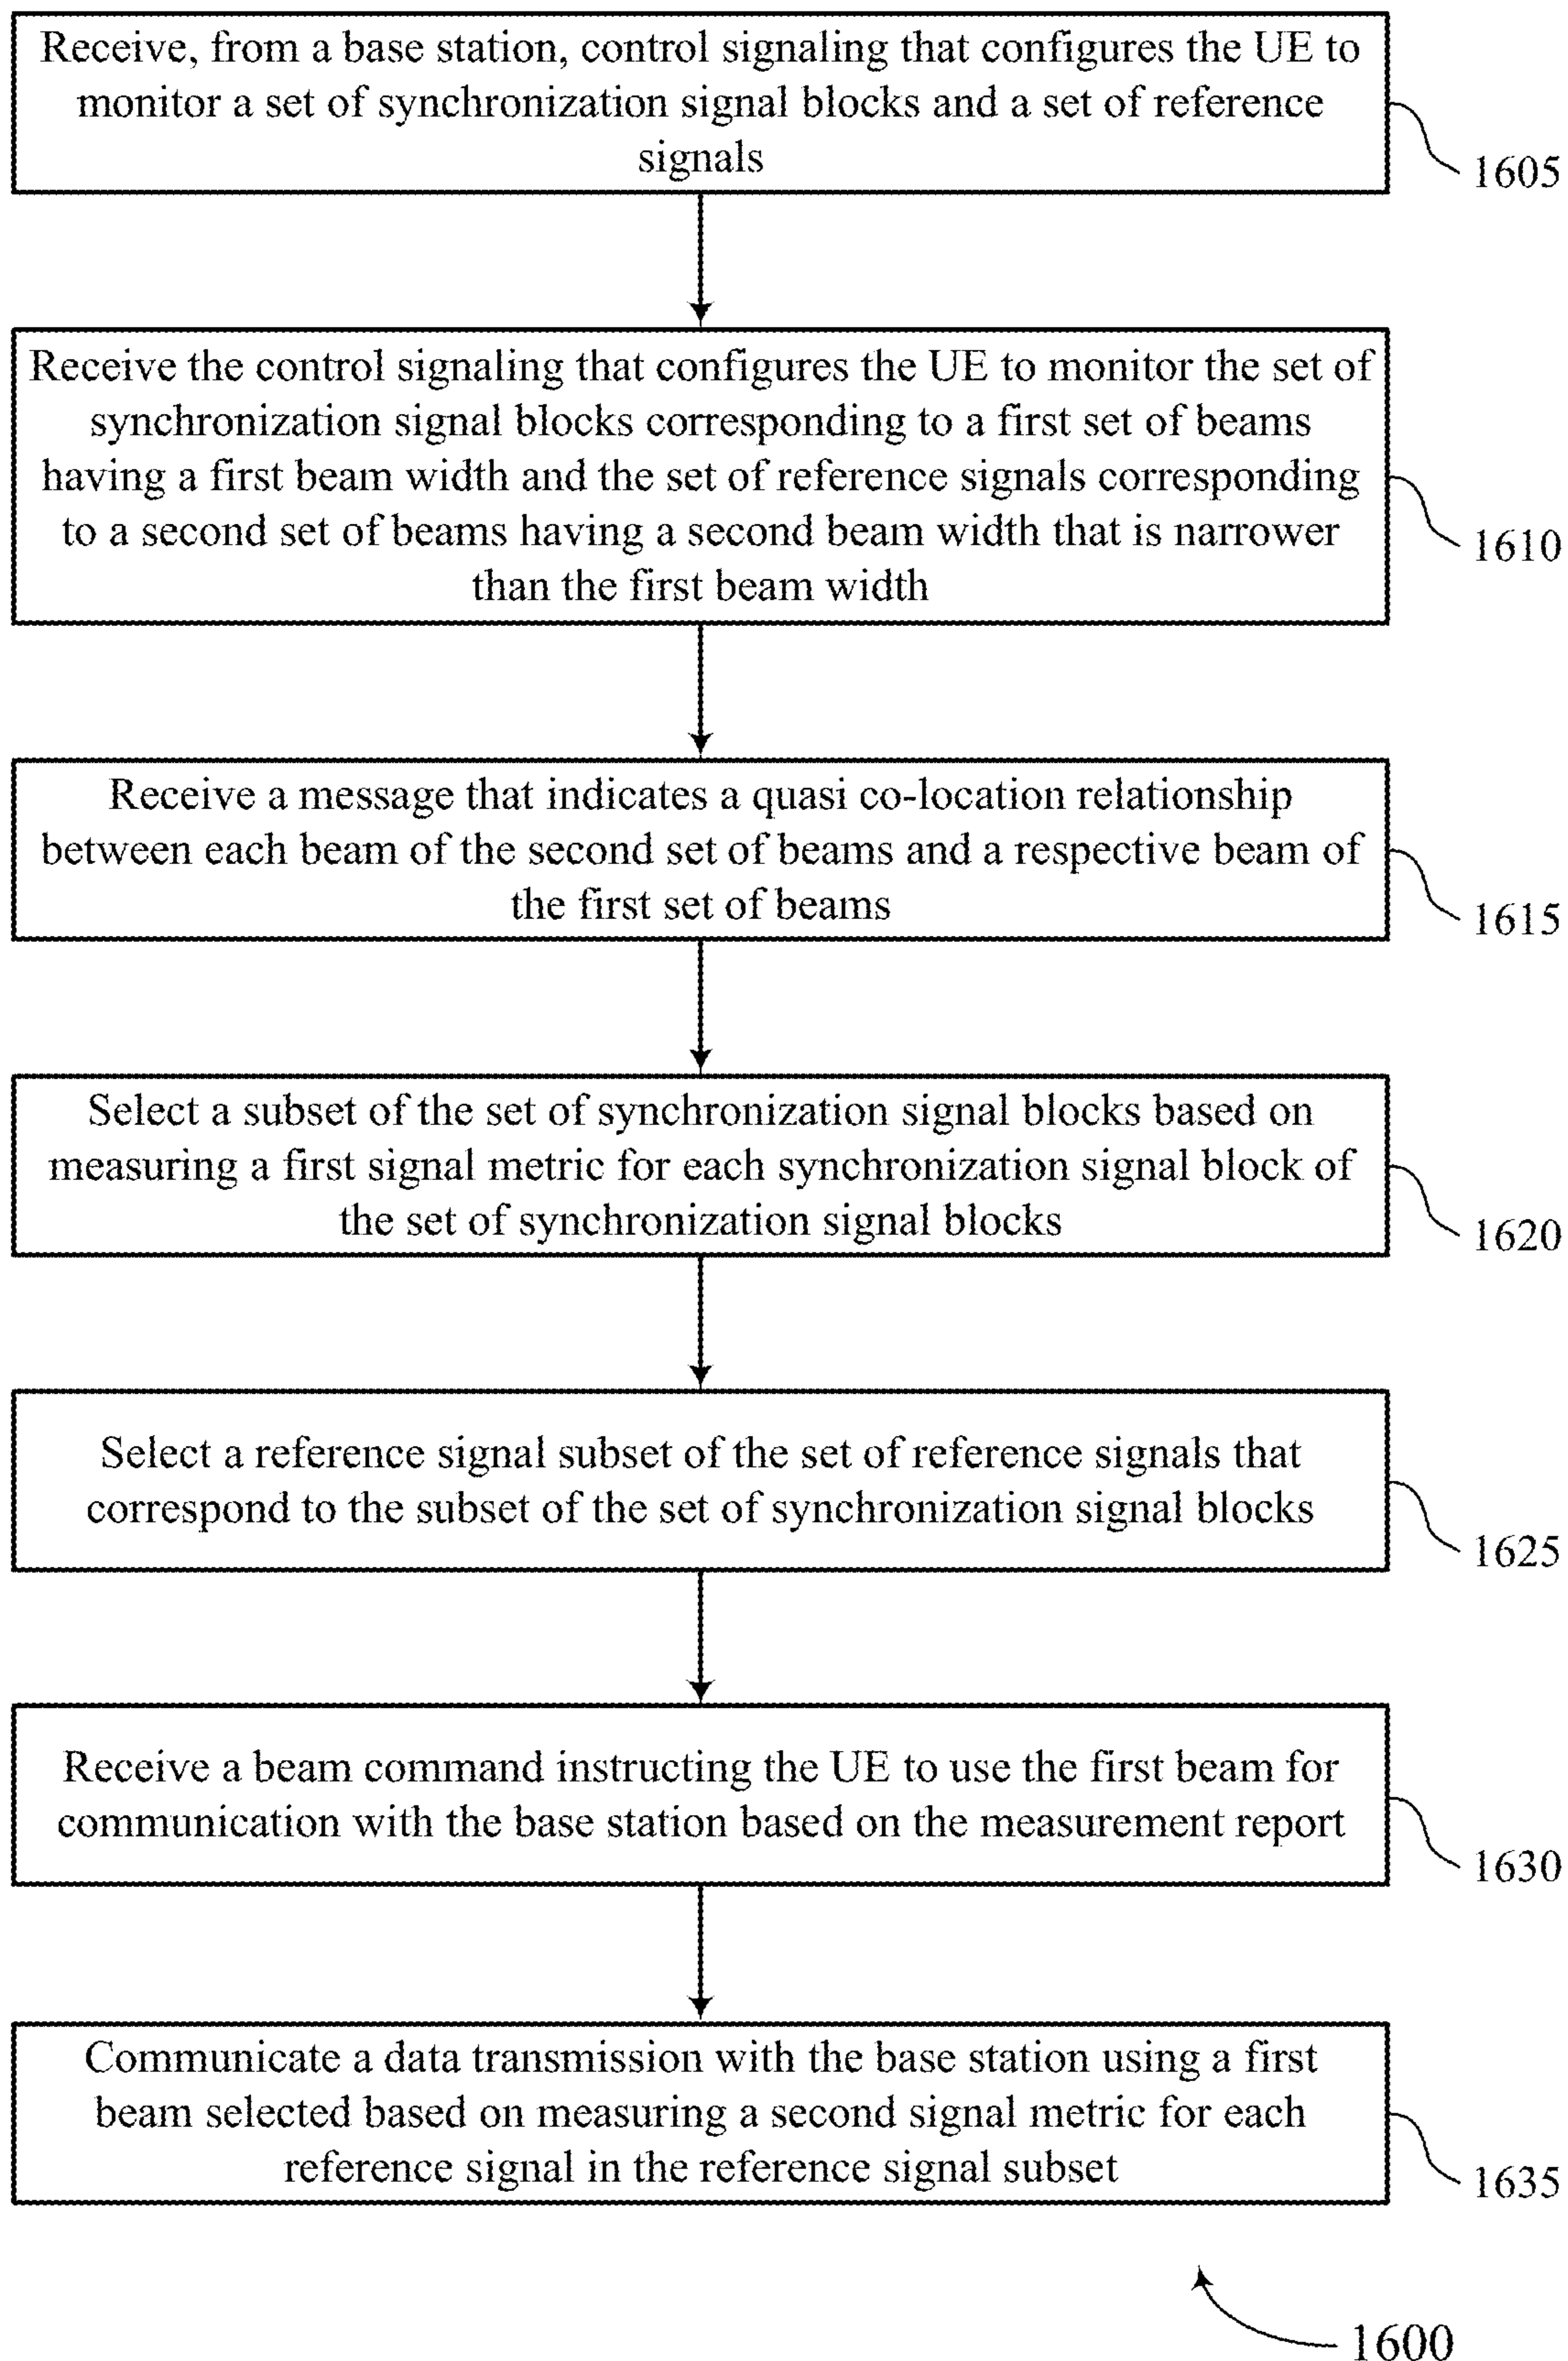 Receive, from a base station, control signaling that configures the UE to
monitor a set of synchronization signal blocks and a set of reference
signals
1605
Receive the control signaling that configures the UE to monitor the set of
synchronization signal blocks corresponding to a first set of beams
having a first beam width and the set of reference signals corresponding
to a second set of beams having a second beam width that is narrower
than the first beam width
1610
Receive a message that indicates a quasi co-location relationship
between each beam of the second set of beams and a respective beam of
the first set of beams
1615
Select a subset of the set of synchronization signal blocks based on
measuring a first signal metric for each synchronization signal block of
the set of synchronization signal blocks
1620
Select a reference signal subset of the set of reference signals that
correspond to the subset of the set of synchronization signal blocks
1625
Receive a beam command instructing the UE to use the first beam for
communication with the base station based on the measurement report
1630
Communicate a data transmission with the base station using a first
beam selected based on measuring a second signal metric for each
reference signal in the reference signal subset
1635
1600